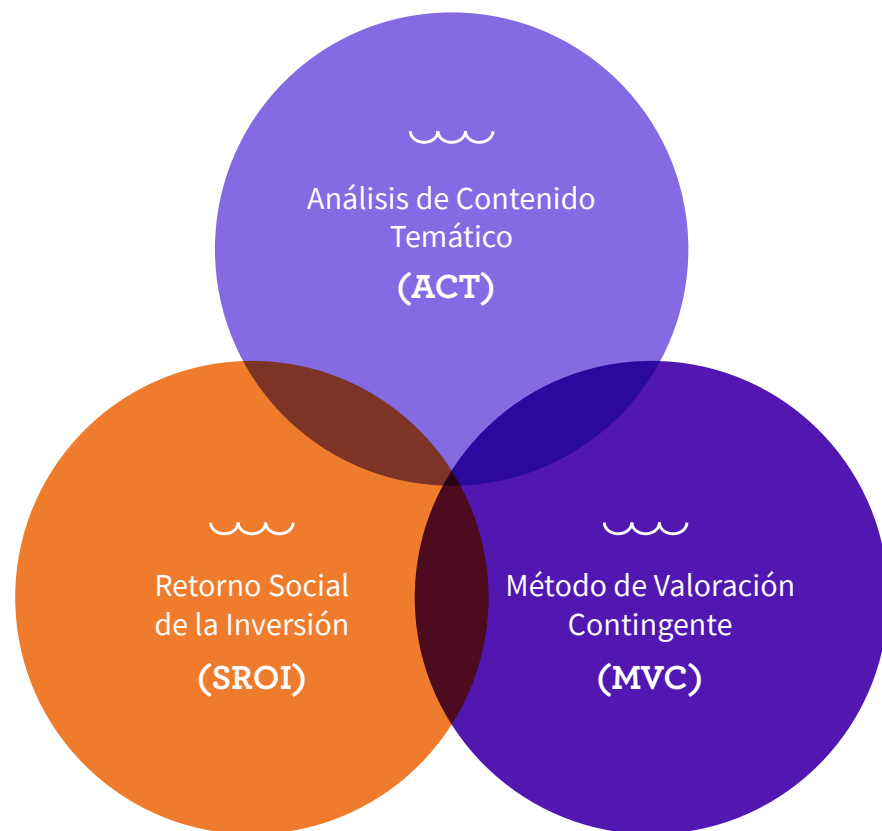 Análisis de Contenido
Temático
(ACT)
Retorno Social
de la Inversión
(SROI)
Método de Valoración
Contingente
(MVC)